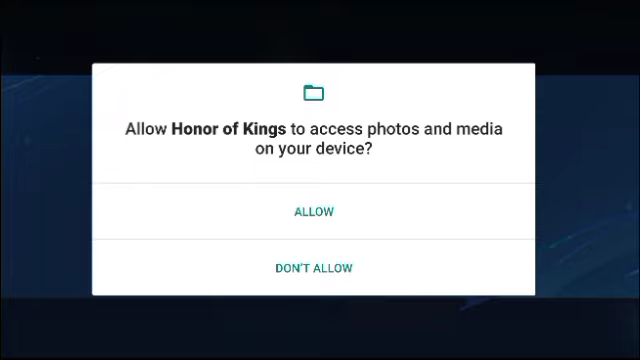 Allow Honor of Kings to access photos and media
on your device?
ALLOW
DON'T ALLOW